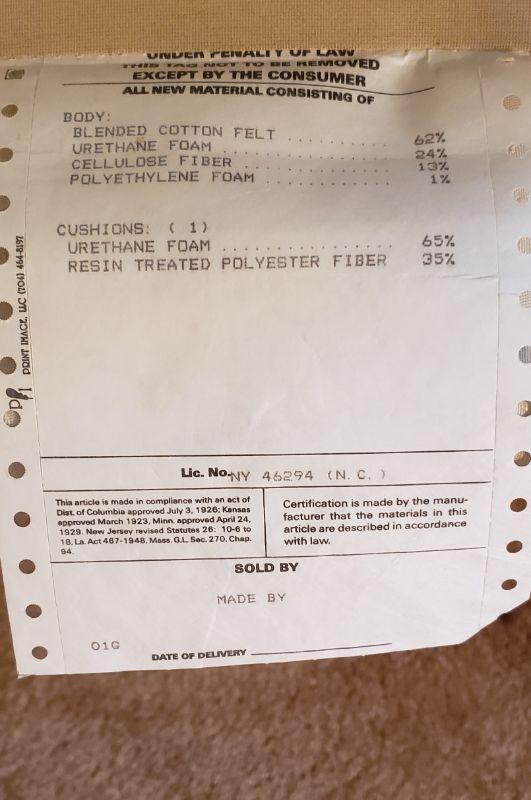 UNDER PENALTY OF LAW
THIS TAG NOT TO BE REMOVED
EXCEPT BY THE CONSUMER
ALL NEW MATERIAL CONSISTING OF
BODY:
BLENDED COTTON FELT .......... 62%
URETHANE FOAM ................ 24%
CELLULOSE FIBER .............. 13%
POLYETHYLENE FOAM ............ 1%
CUSHIONS: ( 1)
URETHANE FOAM ................ 65%
RESIN TREATED POLYESTER FIBER 35%
PRINT IMAGE, LLC (704) 464-8197
Lic. No. NY 46294 (N.C.)
This article is made in compliance with an act of
Dist. of Columbia approved July 3, 1926; Kansas
approved March 1923, Minn. approved April 24,
1929. New Jersey revised Statutes 26: 10-6 to
18, La. Act 467-1948, Mass. G.L. Sec. 270, Chap.
94.
Certification is made by the manu-
facturer that the materials in this
article are described in accordance
with law.
SOLD BY
MADE BY
01G
DATE OF DELIVERY